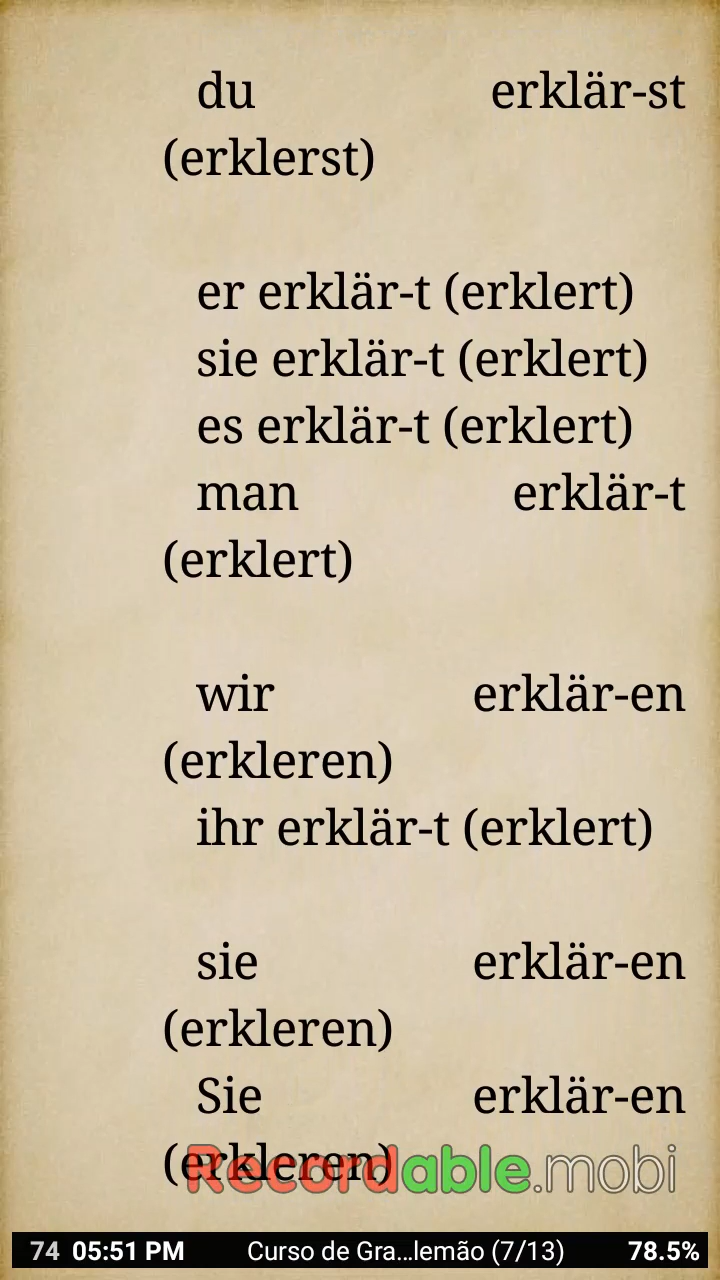 du erklär-st
(erklerst)
er erklär-t (erklert)
sie erklär-t (erklert)
es erklär-t (erklert)
man erklär-t
(erklert)
wir erklär-en
(erkleren)
ihr erklär-t (erklert)
sie erklär-en
(erkleren)
Sie erklär-en
(erkleren)
Recordable.mobi
74 05:51 PM Curso de Gra...lemão (7/13) 78.5%